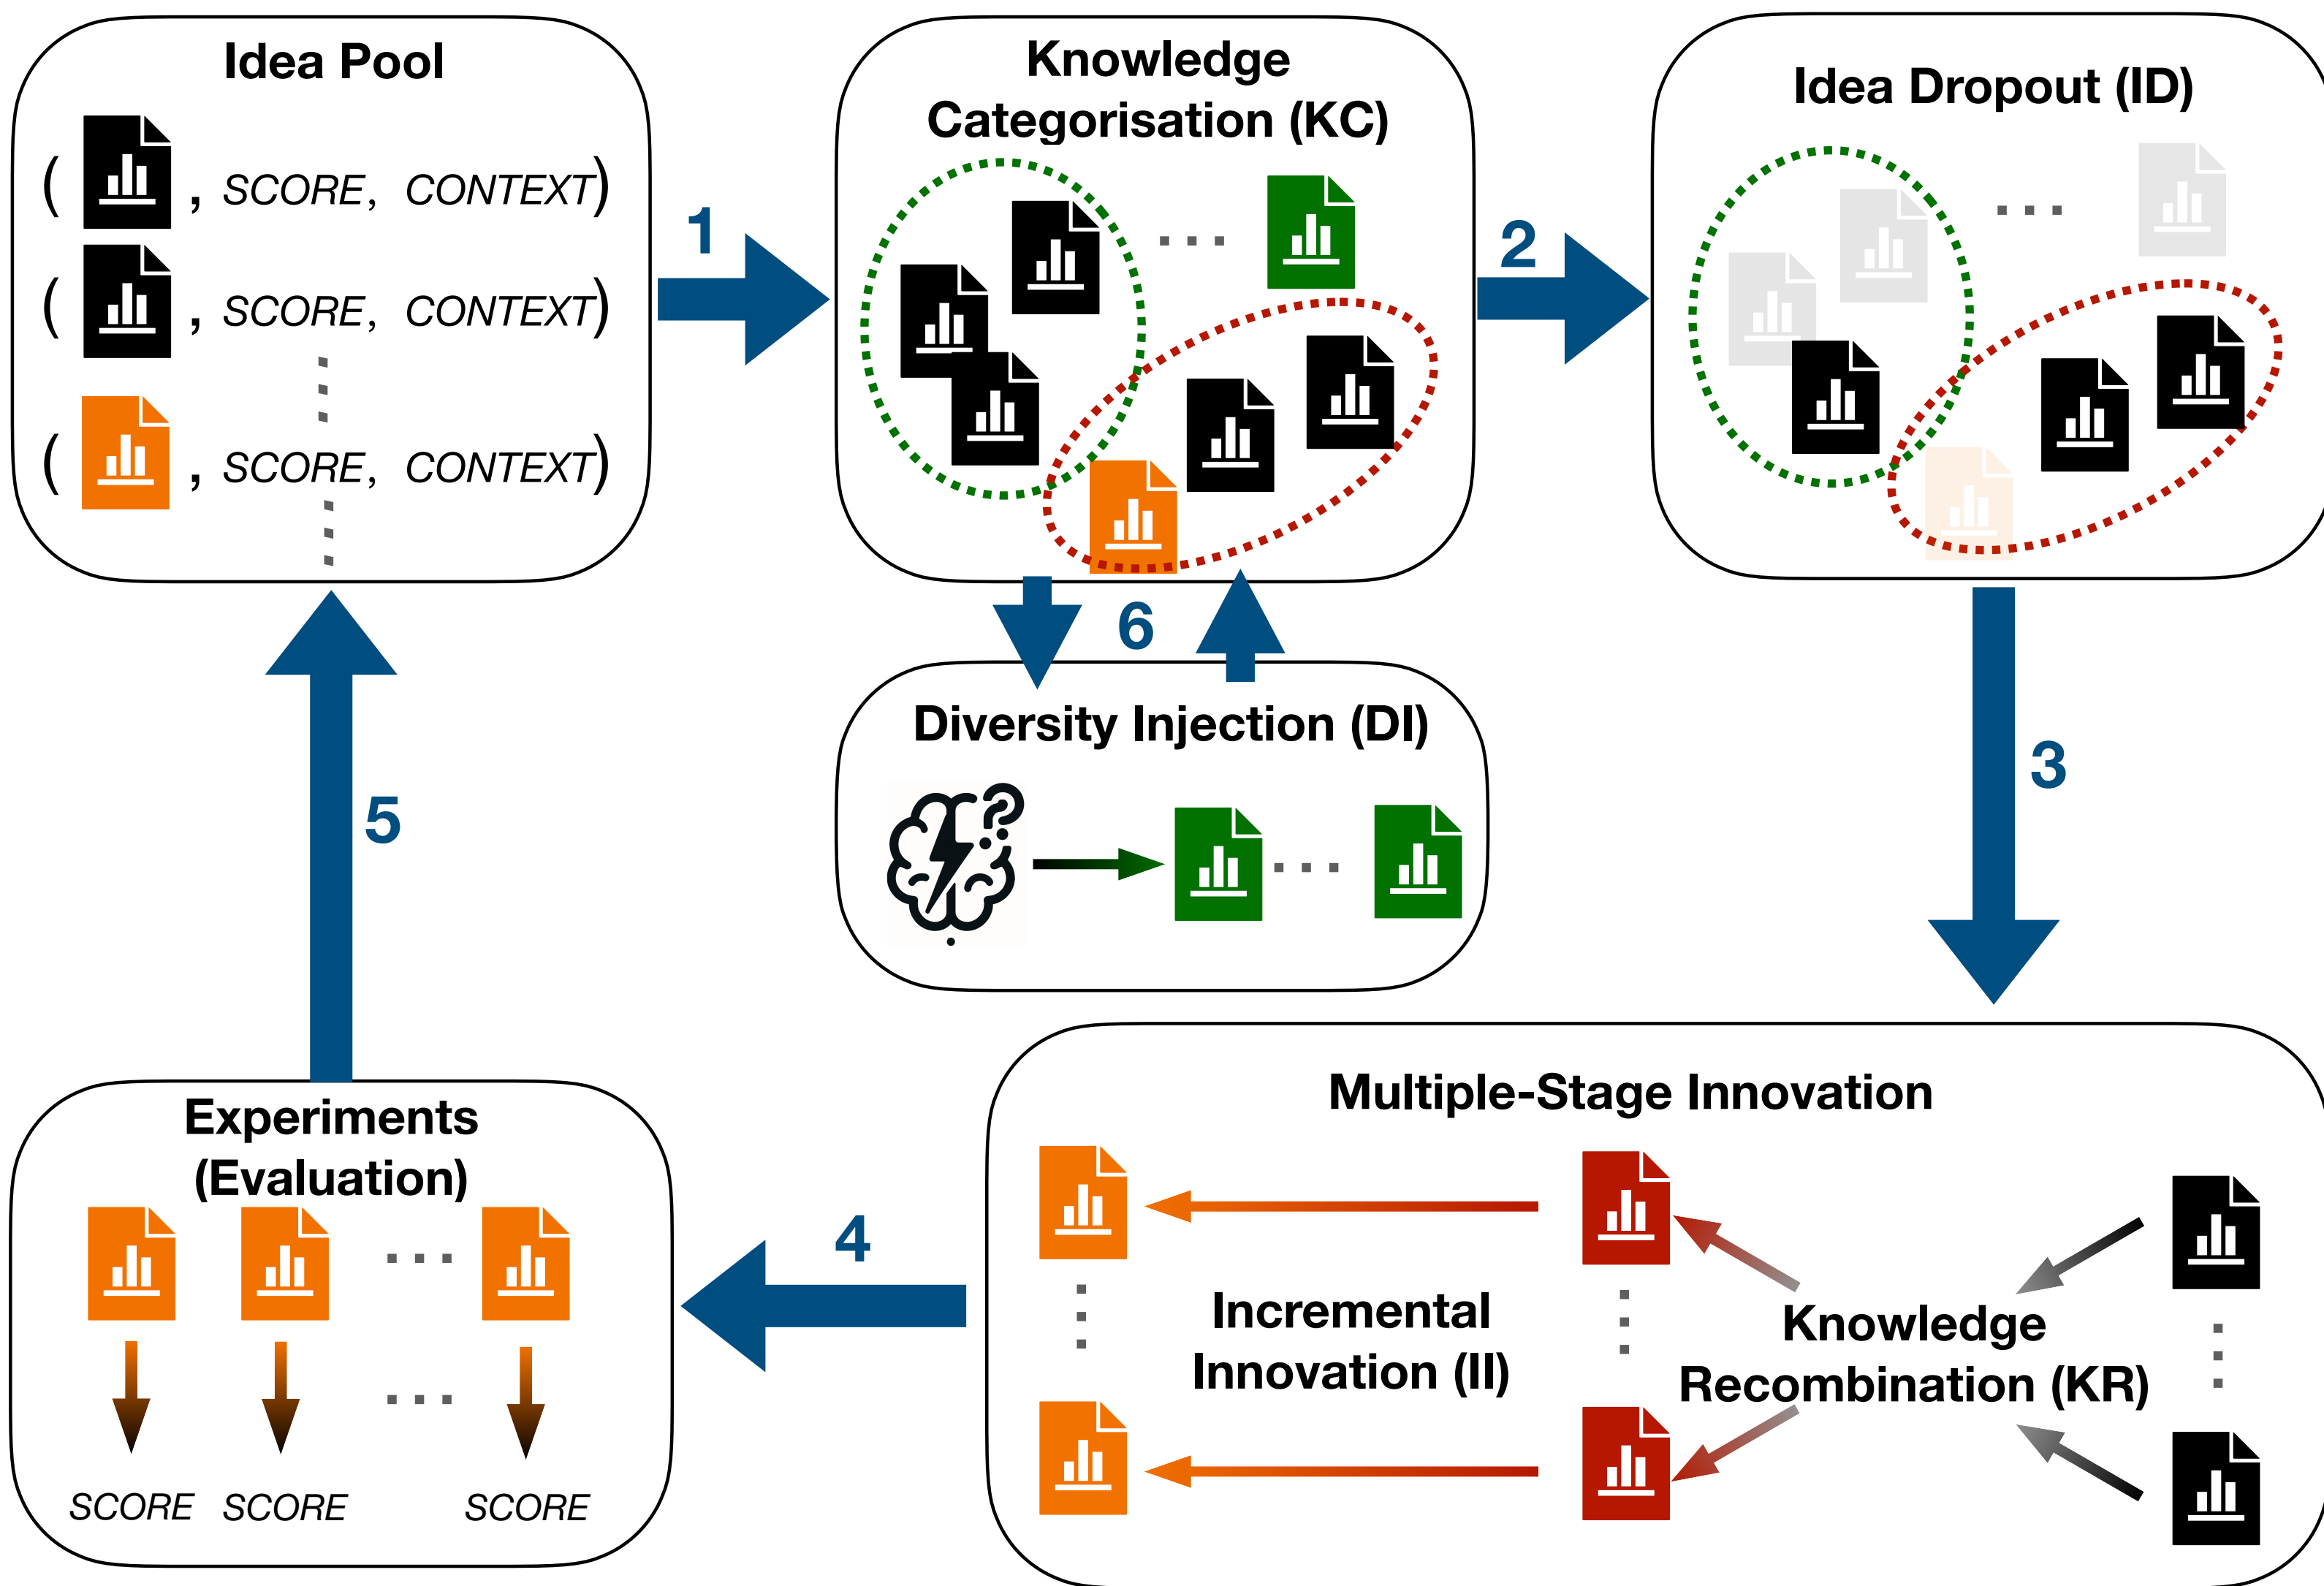 Idea Pool
( , SCORE, CONTEXT)
( , SCORE, CONTEXT)
( , SCORE, CONTEXT)
1
Knowledge
Categorisation (KC)
2
Idea Dropout (ID)
6
Diversity Injection (DI)
3
5
Multiple-Stage Innovation
Incremental
Innovation (II)
Knowledge
Recombination (KR)
4
Experiments
(Evaluation)
SCORE SCORE SCORE